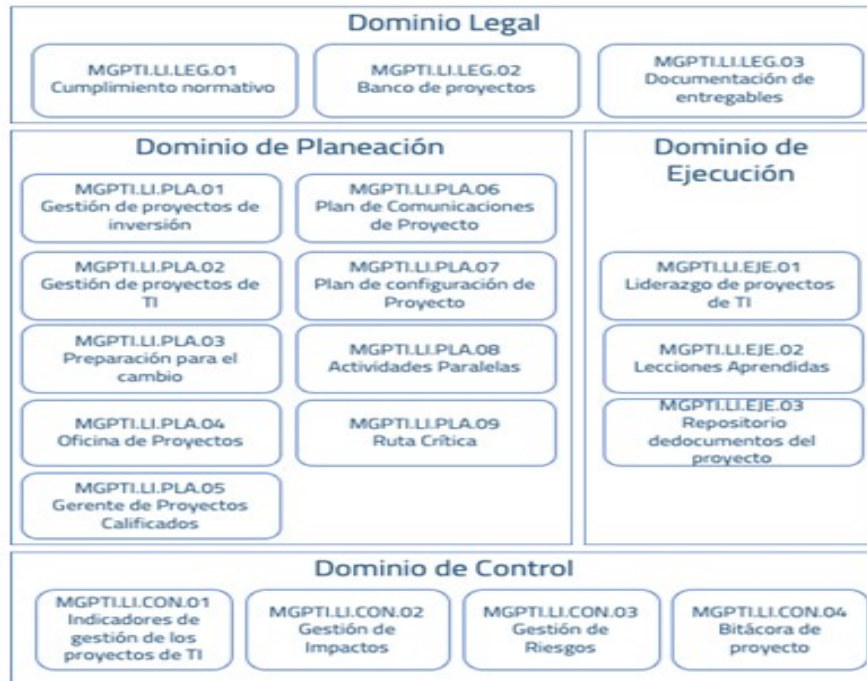 Dominio Legal
MGPTI.LI.LEG.01
Cumplimiento normativo
MGPTI.LI.LEG.02
Banco de proyectos
MGPTI.LI.LEG.03
Documentación de
entregables
Dominio de Planeación
MGPTI.LI.PLA.01
Gestión de proyectos de
inversión
MGPTI.LI.PLA.06
Plan de Comunicaciones
de Proyecto
MGPTI.LI.PLA.02
Gestión de proyectos de
TI
MGPTI.LI.PLA.07
Plan de configuración de
Proyecto
MGPTI.LI.PLA.03
Preparación para el
cambio
MGPTI.LI.PLA.08
Actividades Paralelas
MGPTI.LI.PLA.04
Oficina de Proyectos
MGPTI.LI.PLA.09
Ruta Crítica
MGPTI.LI.PLA.05
Gerente de Proyectos
Calificados
Dominio de
Ejecución
MGPTI.LI.EJE.01
Liderazgo de proyectos
de TI
MGPTI.LI.EJE.02
Lecciones Aprendidas
MGPTI.LI.EJE.03
Repositorio
dedocumentos del
proyecto
Dominio de Control
MGPTI.LI.CON.01
Indicadores de
gestión de los
proyectos de TI
MGPTI.LI.CON.02
Gestión de
Impactos
MGPTI.LI.CON.03
Gestión de
Riesgos
MGPTI.LI.CON.04
Bitácora de
proyecto